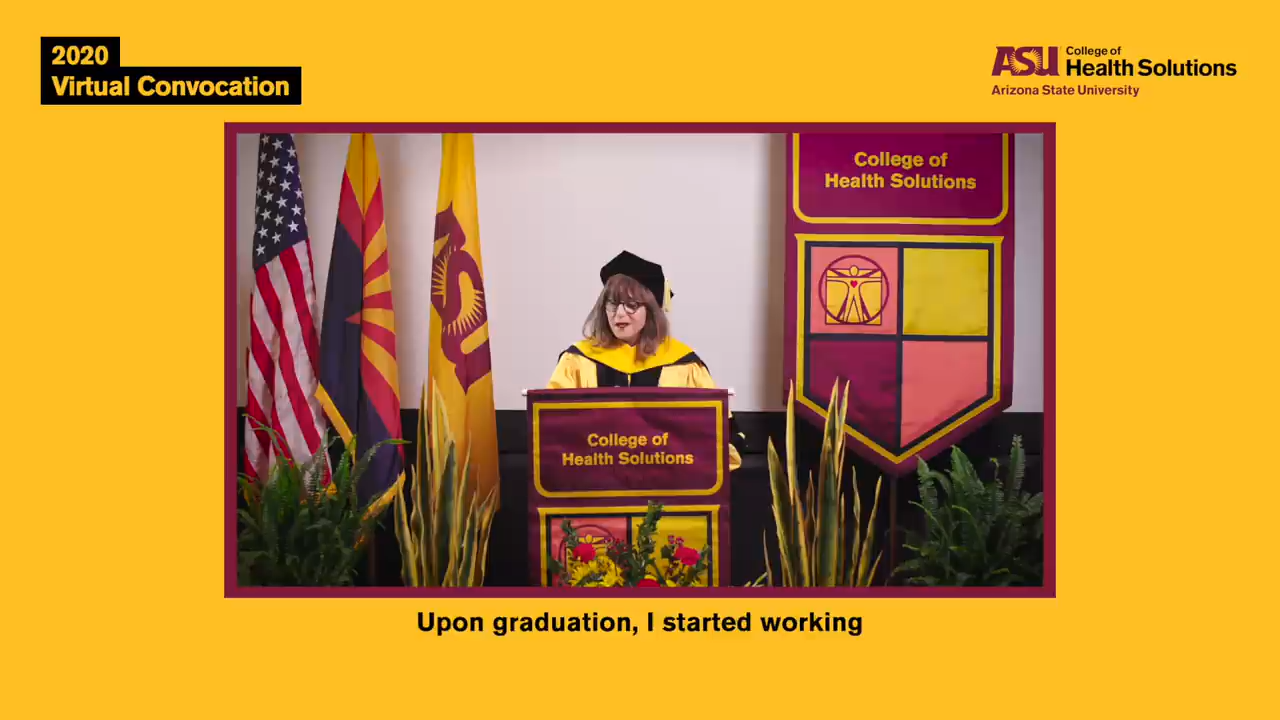 2020
Virtual Convocation
ASU College of
Health Solutions
Arizona State University
College of
Health Solutions
College of
Health Solutions
Upon graduation, I started working